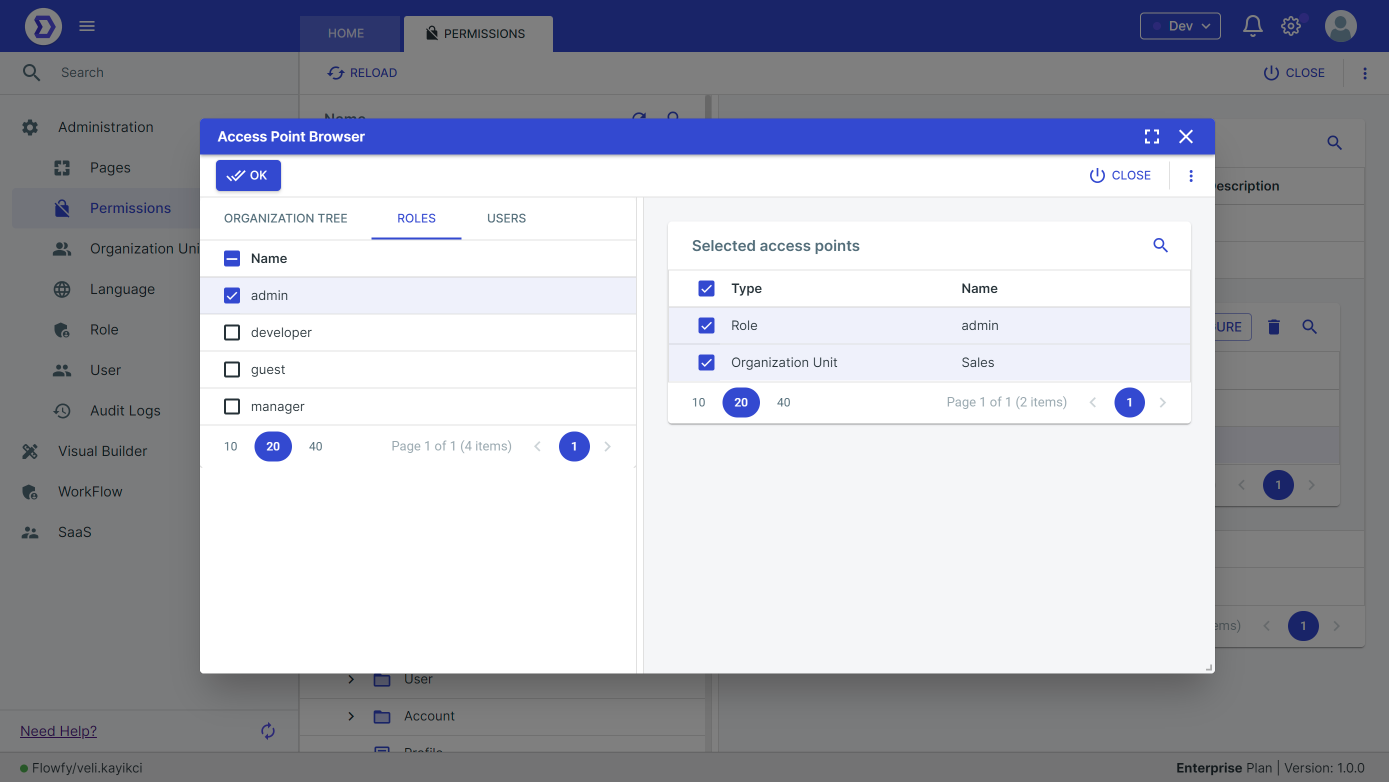 HOME
PERMISSIONS
Dev
Search
RELOAD
CLOSE
Name
Administration
Pages
Permissions
Organization Uni
Language
Role
User
Audit Logs
Visual Builder
WorkFlow
SaaS
Access Point Browser
OK
CLOSE
ORGANIZATION TREE
ROLES
USERS
Name
admin
developer
guest
manager
10 20 40 Page 1 of 1 (4 items) 1
Selected access points
Type Name
Role admin
Organization Unit Sales
10 20 40 Page 1 of 1 (2 items) 1
escription
URE
1
ems) 1
User
Account
Profile
Need Help?
Flowfy/veli.kayikci
Enterprise Plan | Version: 1.0.0